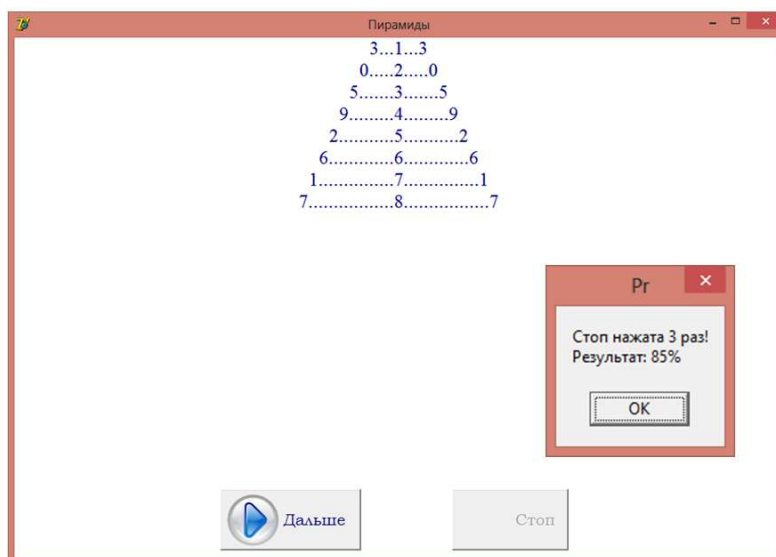 Пирамиды
3...1...3
0.....2.....0
5.......3.......5
9.........4.........9
2...........5...........2
6.............6.............6
1...............7...............1
7.................8.................7
Pr
Стоп нажата 3 раз!
Результат: 85%
OK
Дальше
Стоп